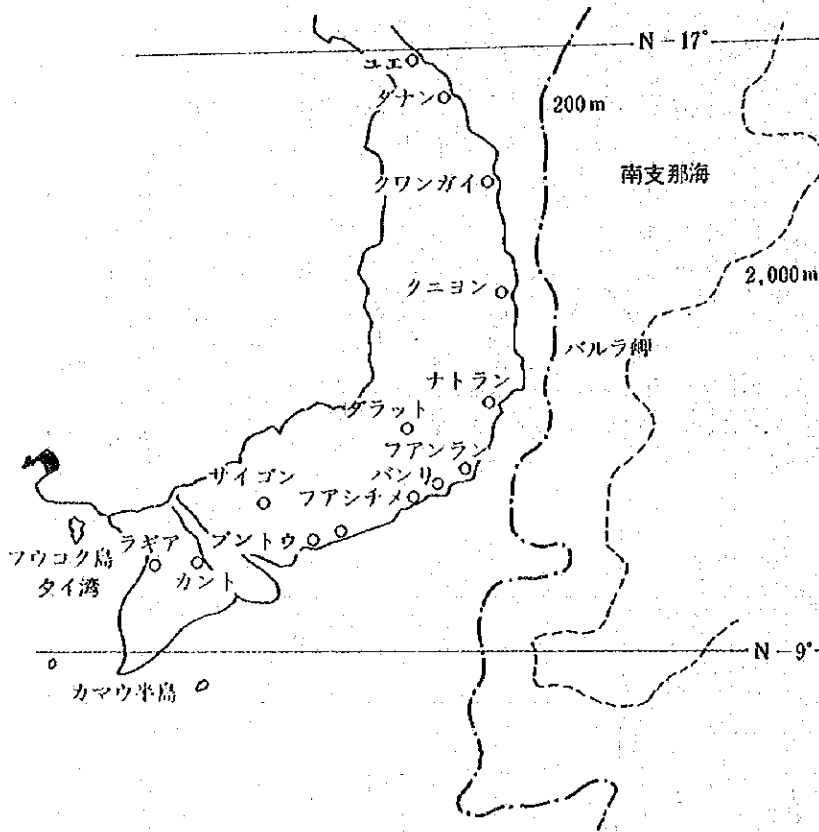 N-17°
ユエ
ダナン
200m
クワンガイ
南支那海
2,000m
クニヨン
バルラ岬
ナトラン
ダラット
フアンラン
パンリ
サイゴン
フアシチメ
ブントウ
ラギア
カント
フウコク島
タイ湾
N-9°
カマウ半島